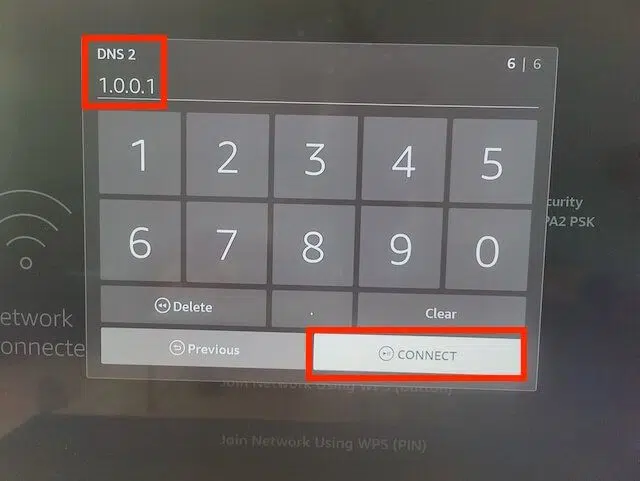 DNS 2
6 | 6
1.0.0.1
1 2 3 4 5
6 7 8 9 0
Delete . Clear
Previous CONNECT
curity
PA2 PSK
etwork
onnecte
Join Network Using WPS (Button)
Join Network Using WPS (PIN)